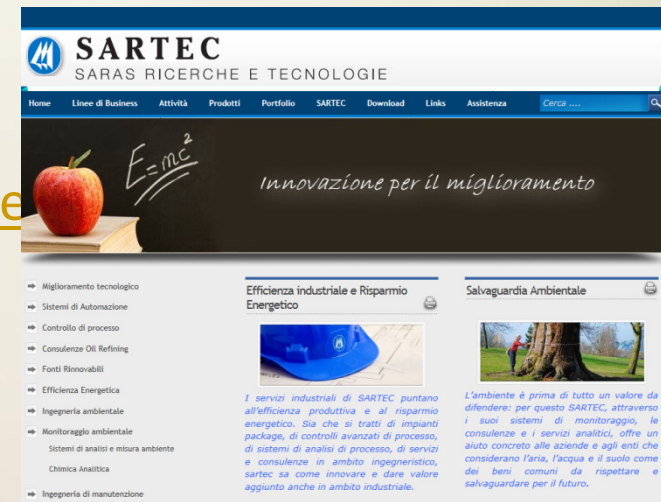 SARTEC
SARAS RICERCHE E TECNOLOGIE
Home Linee di Business Attività Prodotti Portfolio SARTEC Download Links Assistenza Cerca ....
E=mc2
Innovazione per il miglioramento
e
Miglioramento tecnologico
Sistemi di Automazione
Controllo di processo
Consulenze Oil Refining
Fonti Rinnovabili
Efficienza Energetica
Ingegneria ambientale
Monitoraggio ambientale
Sistemi di analisi e misura ambiente
Chimica Analitica
Ingegneria di manutenzione
Efficienza industriale e Risparmio
Energetico
I servizi industriali di SARTEC puntano
all'efficienza produttiva e al risparmio
energetico. Sia che si tratti di impianti
package, di controlli avanzati di processo,
di sistemi di analisi di processo, di servizi
e consulenze in ambito ingegneristico,
sartec sa come innovare e dare valore
aggiunto anche in ambito industriale.
Salvaguardia Ambientale
L'ambiente è prima di tutto un valore da
difendere: per questo SARTEC, attraverso
i suoi sistemi di monitoraggio, le
consulenze e i servizi analitici, offre un
aiuto concreto alle aziende e agli enti che
considerano l'aria, l'acqua e il suolo come
dei beni comuni da rispettare e
salvaguardare per il futuro.